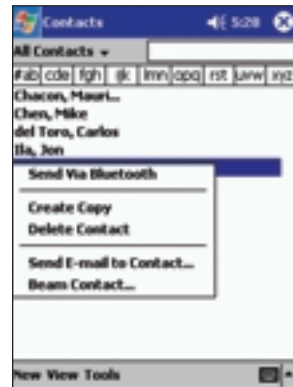 Contacts 5:28
All Contacts
#ab cde fgh ijk lmn opq rst uvw xyz
Chacon, Mauri...
Chen, Mike
del Toro, Carlos
Ila, Jon
Send Via Bluetooth
Create Copy
Delete Contact
Send E-mail to Contact...
Beam Contact...
New View Tools